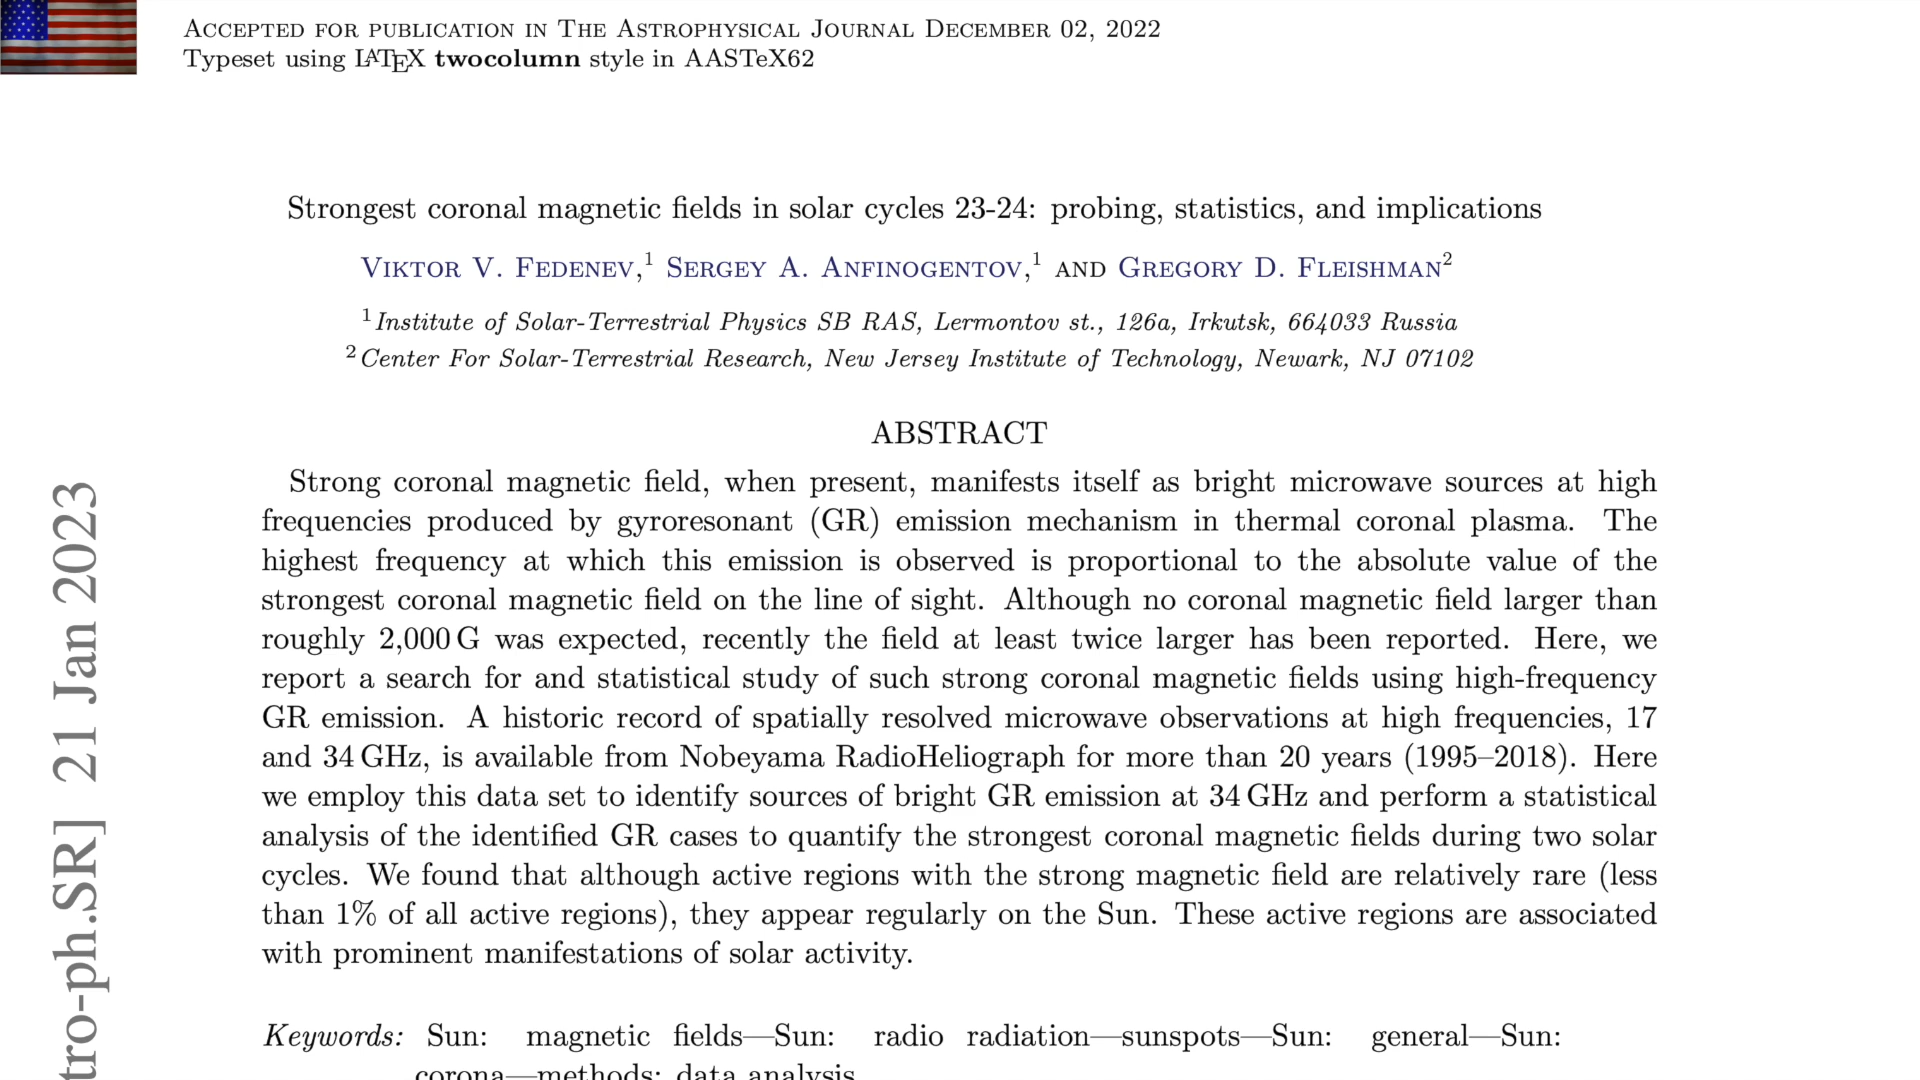 Accepted for publication in The Astrophysical Journal December 02, 2022
Typeset using LATEX twocolumn style in AASTeX62
Strongest coronal magnetic fields in solar cycles 23-24: probing, statistics, and implications
Viktor V. Fedenev,1 Sergey A. Anfinogentov,1 and Gregory D. Fleishman2
1Institute of Solar-Terrestrial Physics SB RAS, Lermontov st., 126a, Irkutsk, 664033 Russia
2Center For Solar-Terrestrial Research, New Jersey Institute of Technology, Newark, NJ 07102
ABSTRACT
Strong coronal magnetic field, when present, manifests itself as bright microwave sources at high
frequencies produced by gyroresonant (GR) emission mechanism in thermal coronal plasma. The
highest frequency at which this emission is observed is proportional to the absolute value of the
strongest coronal magnetic field on the line of sight. Although no coronal magnetic field larger than
roughly 2,000 G was expected, recently the field at least twice larger has been reported. Here, we
report a search for and statistical study of such strong coronal magnetic fields using high-frequency
GR emission. A historic record of spatially resolved microwave observations at high frequencies, 17
and 34 GHz, is available from Nobeyama RadioHeliograph for more than 20 years (1995–2018). Here
we employ this data set to identify sources of bright GR emission at 34 GHz and perform a statistical
analysis of the identified GR cases to quantify the strongest coronal magnetic fields during two solar
cycles. We found that although active regions with the strong magnetic field are relatively rare (less
than 1% of all active regions), they appear regularly on the Sun. These active regions are associated
with prominent manifestations of solar activity.
Keywords: Sun: magnetic fields—Sun: radio radiation—sunspots—Sun: general—Sun:
corona—methods: data analysis
tro-ph.SR] 21 Jan 2023